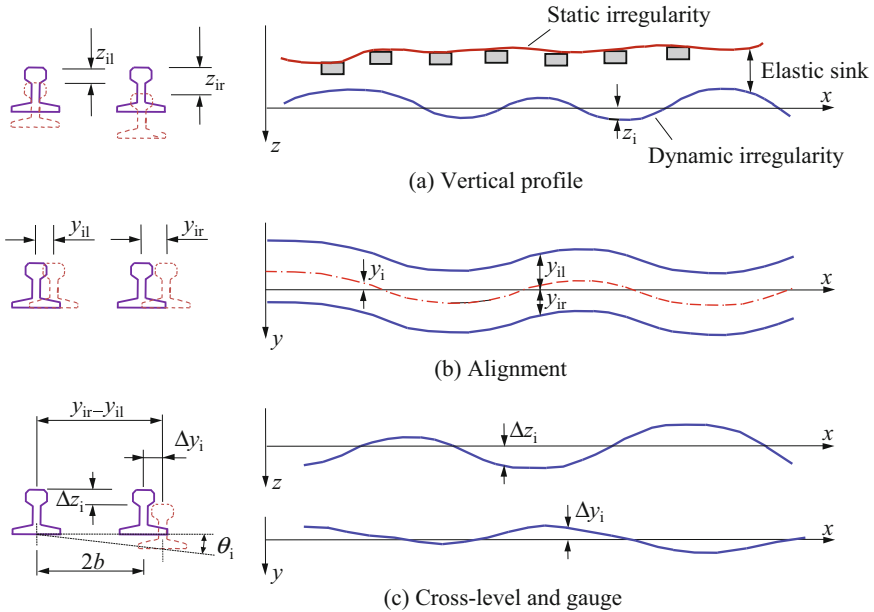 z_il
z_ir
Static irregularity
Elastic sink
x
z_i
z
Dynamic irregularity
(a) Vertical profile
y_il
y_ir
y_i
y_il
y_ir
x
y
(b) Alignment
y_ir–y_il
Δy_i
Δz_i
θ_i
2b
Δz_i
x
z
Δy_i
x
y
(c) Cross-level and gauge